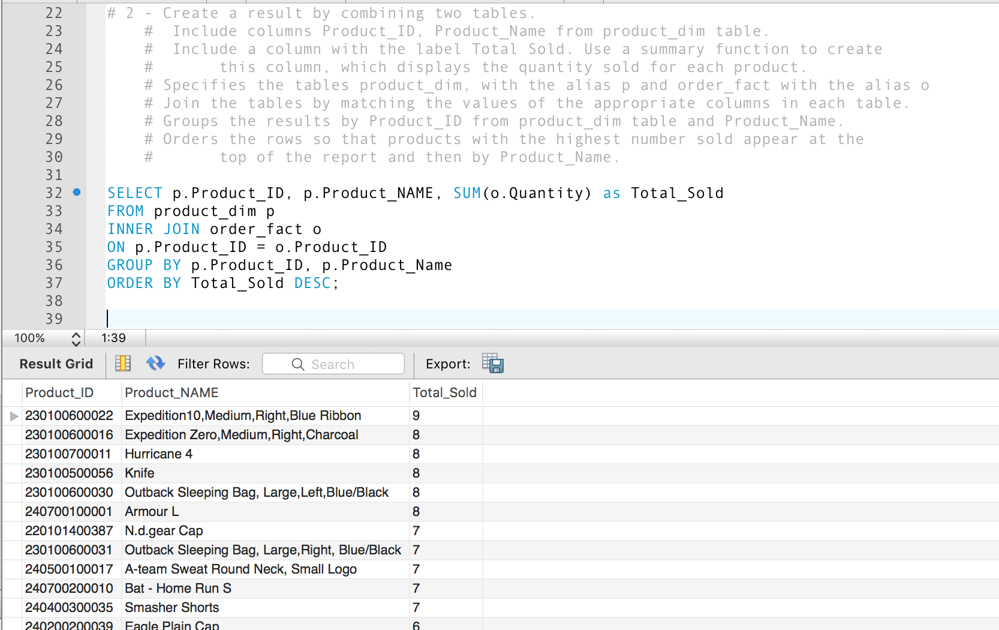 22 # 2 - Create a result by combining two tables.
23 # Include columns Product_ID, Product_Name from product_dim table.
24 # Include a column with the label Total Sold. Use a summary function to create
25 # this column, which displays the quantity sold for each product.
26 # Specifies the tables product_dim, with the alias p and order_fact with the alias o
27 # Join the tables by matching the values of the appropriate columns in each table.
28 # Groups the results by Product_ID from product_dim table and Product_Name.
29 # Orders the rows so that products with the highest number sold appear at the
30 # top of the report and then by Product_Name.
31
32 SELECT p.Product_ID, p.Product_NAME, SUM(o.Quantity) as Total_Sold
33 FROM product_dim p
34 INNER JOIN order_fact o
35 ON p.Product_ID = o.Product_ID
36 GROUP BY p.Product_ID, p.Product_Name
37 ORDER BY Total_Sold DESC;
38
39
100% 1:39
Result Grid Filter Rows: Search Export:
Product_ID Product_NAME Total_Sold
230100600022 Expedition10,Medium,Right,Blue Ribbon 9
230100600016 Expedition Zero,Medium,Right,Charcoal 8
230100700011 Hurricane 4 8
230100500056 Knife 8
230100600030 Outback Sleeping Bag, Large,Left,Blue/Black 8
240700100001 Armour L 8
220101400387 N.d.gear Cap 7
230100600031 Outback Sleeping Bag, Large,Right, Blue/Black 7
240500100017 A-team Sweat Round Neck, Small Logo 7
240700200010 Bat - Home Run S 7
240400300035 Smasher Shorts 7
240200200039 Eagle Plain Cap 6